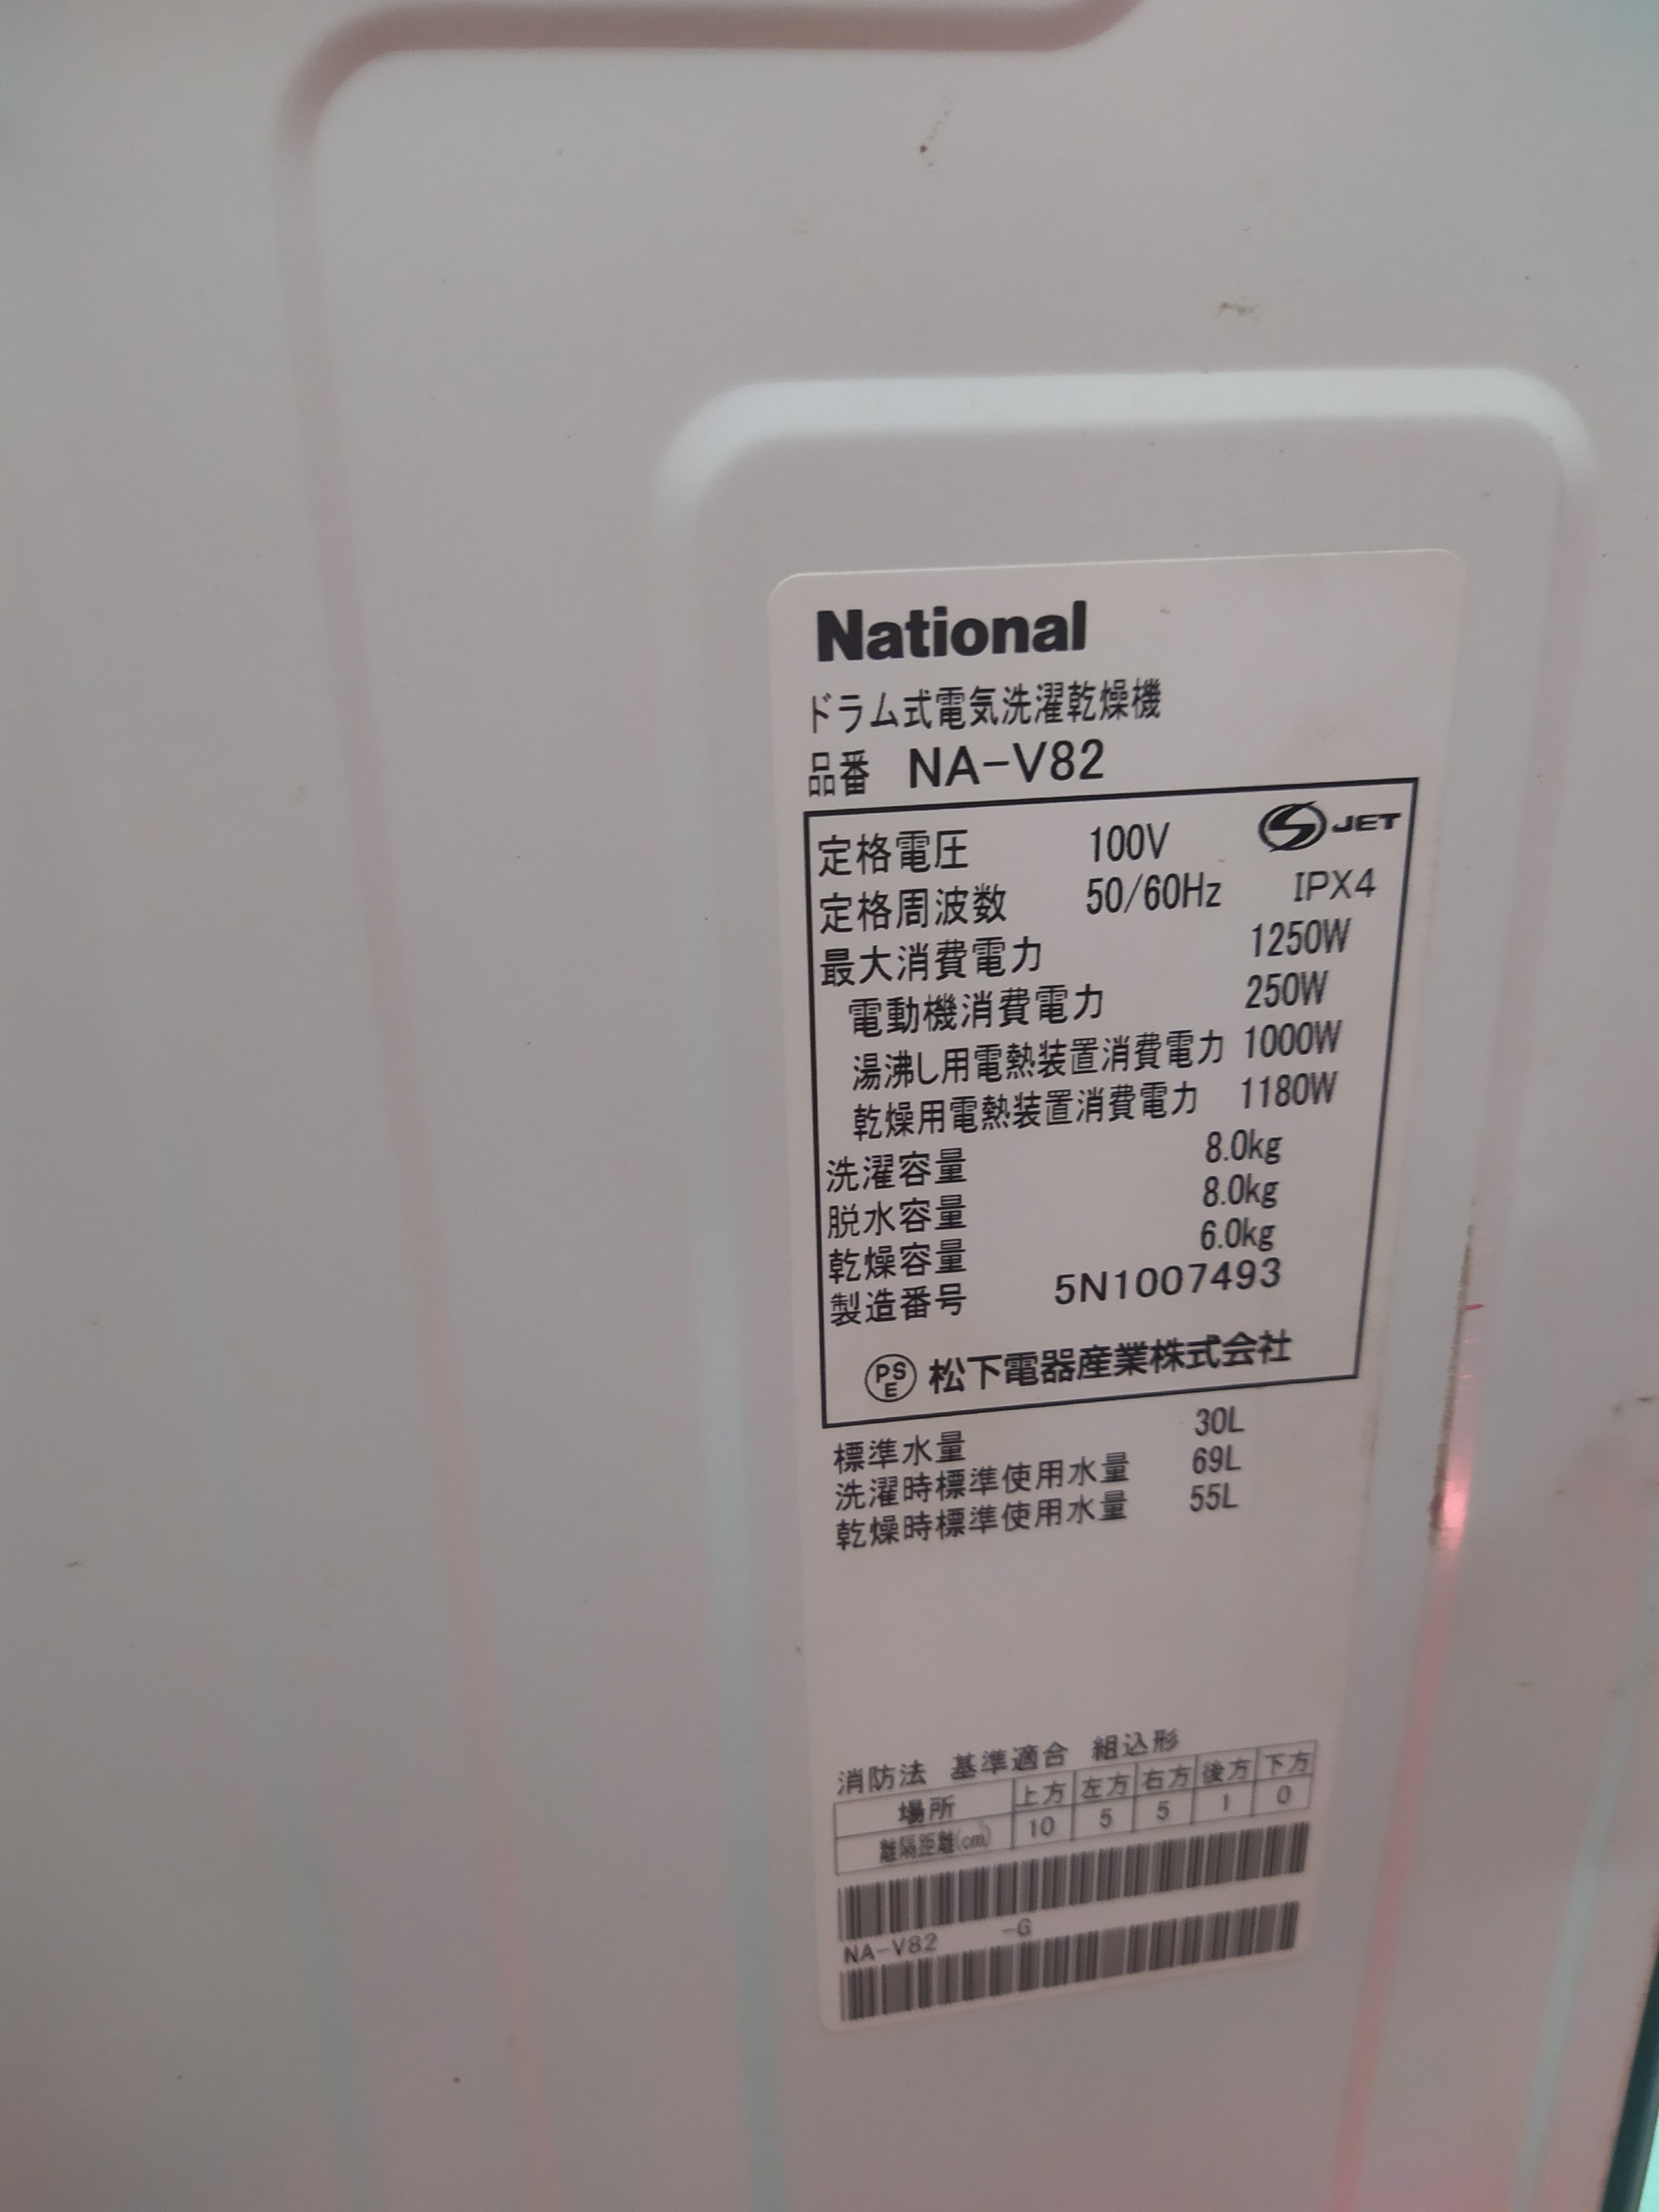 National
ドラム式電気洗濯乾燥機
品番 NA-V82
定格電圧 100V JET
定格周波数 50/60Hz IPX4
最大消費電力 1250W
電動機消費電力 250W
湯沸し用電熱装置消費電力 1000W
乾燥用電熱装置消費電力 1180W
洗濯容量 8.0kg
脱水容量 8.0kg
乾燥容量 6.0kg
製造番号 5N1007493
PSE 松下電器産業株式会社
標準水量 30L
洗濯時標準使用水量 69L
乾燥時標準使用水量 55L
消防法 基準適合 組込形
場所 上方 左方 右方 後方 下方
離隔距離(cm) 10 5 5 1 0
NA-V82 -G